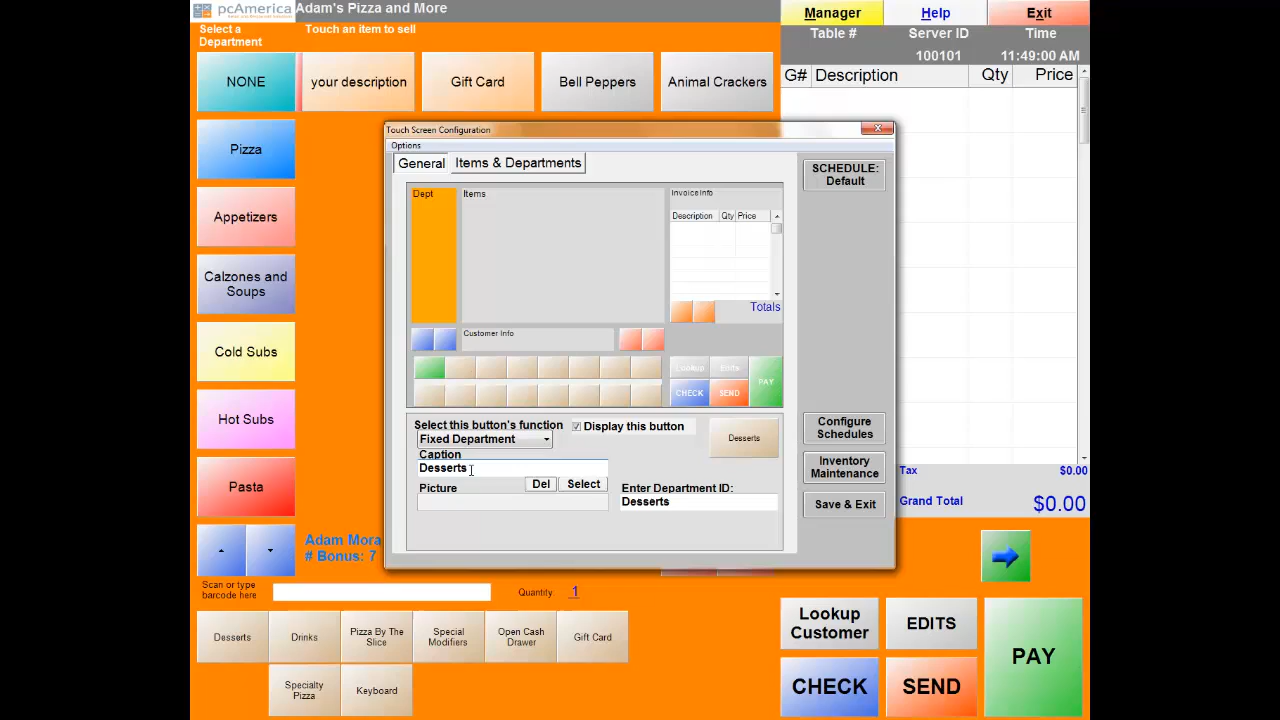 pcAmerica
Adam's Pizza and More
Manager
Help
Exit
Select a
Department
Touch an item to sell
Table #
Server ID
Time
100101
11:49:00 AM
NONE
your description
Gift Card
Bell Peppers
Animal Crackers
G#
Description
Qty
Price
Pizza
Appetizers
Calzones and
Soups
Cold Subs
Hot Subs
Pasta
Touch Screen Configuration
Options
General
Items & Departments
SCHEDULE:
Default
Dept
Items
Invoice Info
Description
Qty
Price
Totals
Customer Info
Lookup
Edits
PAY
CHECK
SEND
Select this button's function
Display this button
Fixed Department
Desserts
Caption
Desserts
Picture
Del
Select
Enter Department ID:
Desserts
Configure
Schedules
Inventory
Maintenance
Save & Exit
Tax
$0.00
Grand Total
$0.00
Adam Mora
# Bonus: 7
Scan or type
barcode here
Quantity
1
Desserts
Drinks
Pizza By The
Slice
Special
Modifiers
Open Cash
Drawer
Gift Card
Specialty
Pizza
Keyboard
Lookup
Customer
EDITS
PAY
CHECK
SEND